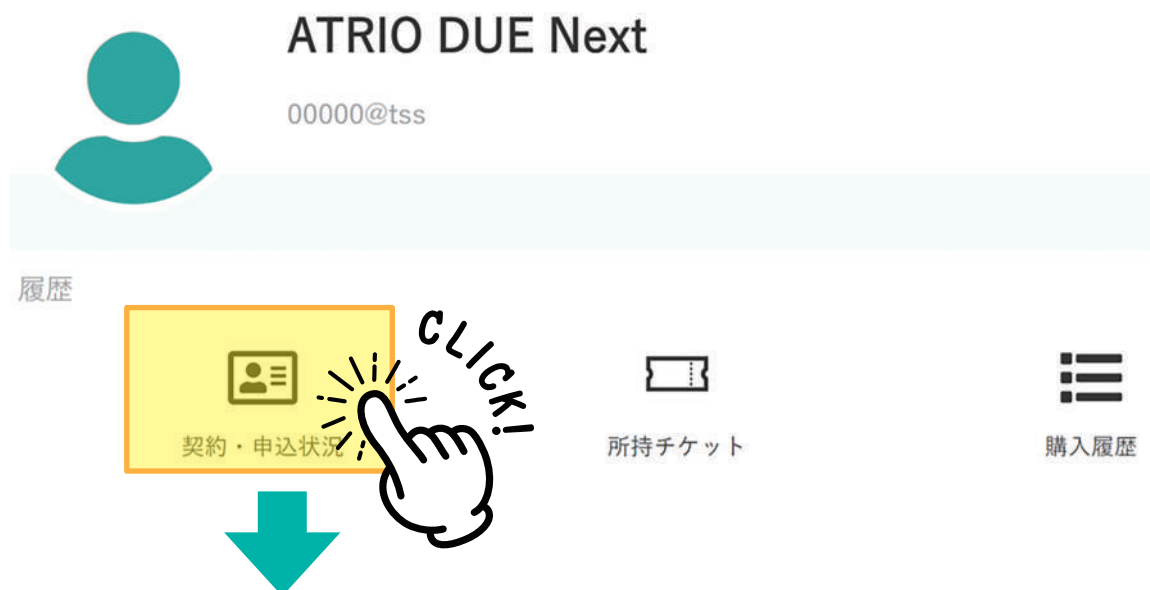 ATRIO DUE Next
00000@tss
履歴
CLICK!
契約・申込状況
所持チケット
購入履歴